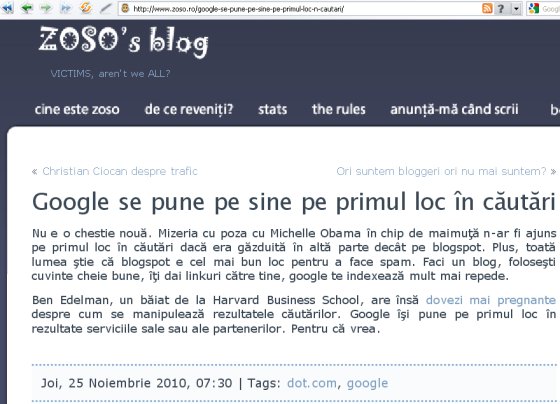 http://www.zoso.ro/google-se-pune-pe-sine-pe-primul-loc-n-cautari/
ZOSO's blog
VICTIMS, aren't we ALL?
cine este zoso de ce reveniţi? stats the rules anunţă-mă când scrii
« Christian Ciocan despre trafic Ori suntem bloggeri ori nu mai suntem? »
Google se pune pe sine pe primul loc în căutări
Nu e o chestie nouă. Mizeria cu poza cu Michelle Obama în chip de maimuţă n-ar fi ajuns
pe primul loc în căutări dacă era găzduită în altă parte decât pe blogspot. Plus, toată
lumea ştie că blogspot e cel mai bun loc pentru a face spam. Faci un blog, foloseşti
cuvinte cheie bune, îţi dai linkuri către tine, google te indexează mult mai repede.
Ben Edelman, un băiat de la Harvard Business School, are însă dovezi mai pregnante
despre cum se manipulează rezultatele căutărilor. Google îşi pune pe primul loc în
rezultate serviciile sale sau ale partenerilor. Pentru că vrea.
Joi, 25 Noiembrie 2010, 07:30 | Tags: dot.com, google